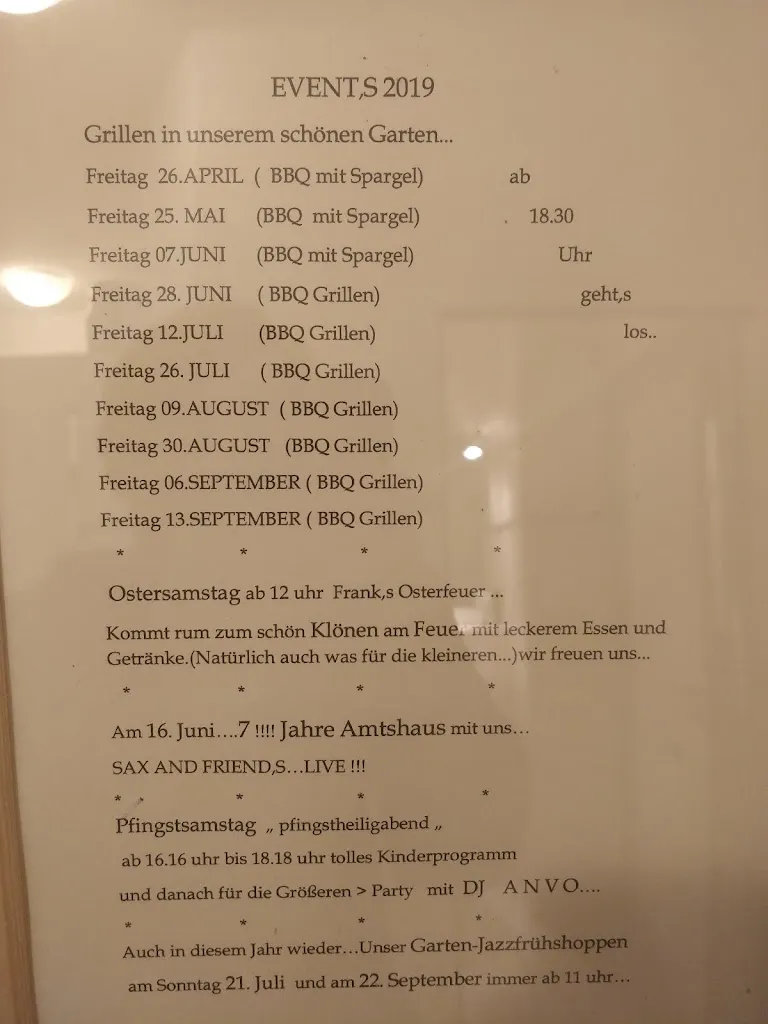 EVENT,S 2019
Grillen in unserem schönen Garten...
Freitag 26.APRIL ( BBQ mit Spargel) ab
Freitag 25. MAI (BBQ mit Spargel) . 18.30
Freitag 07.JUNI (BBQ mit Spargel) Uhr
Freitag 28. JUNI ( BBQ Grillen) geht,s
Freitag 12.JULI (BBQ Grillen) los..
Freitag 26. JULI ( BBQ Grillen)
Freitag 09.AUGUST ( BBQ Grillen)
Freitag 30.AUGUST (BBQ Grillen)
Freitag 06.SEPTEMBER ( BBQ Grillen)
Freitag 13.SEPTEMBER ( BBQ Grillen)
* * * *
Ostersamstag ab 12 uhr Frank,s Osterfeuer ...
Kommt rum zum schön Klönen am Feuer mit leckerem Essen und
Getränke.(Natürlich auch was für die kleineren...)wir freuen uns...
* * * *
Am 16. Juni....7 !!!! Jahre Amtshaus mit uns...
SAX AND FRIEND,S...LIVE !!!
* * * *
Pfingstsamstag „ pfingstheiligabend „
ab 16.16 uhr bis 18.18 uhr tolles Kinderprogramm
und danach für die Größeren > Party mit DJ A N V O....
* * * *
Auch in diesem Jahr wieder...Unser Garten-Jazzfrühshoppen
am Sonntag 21. Juli und am 22. September immer ab 11 uhr...